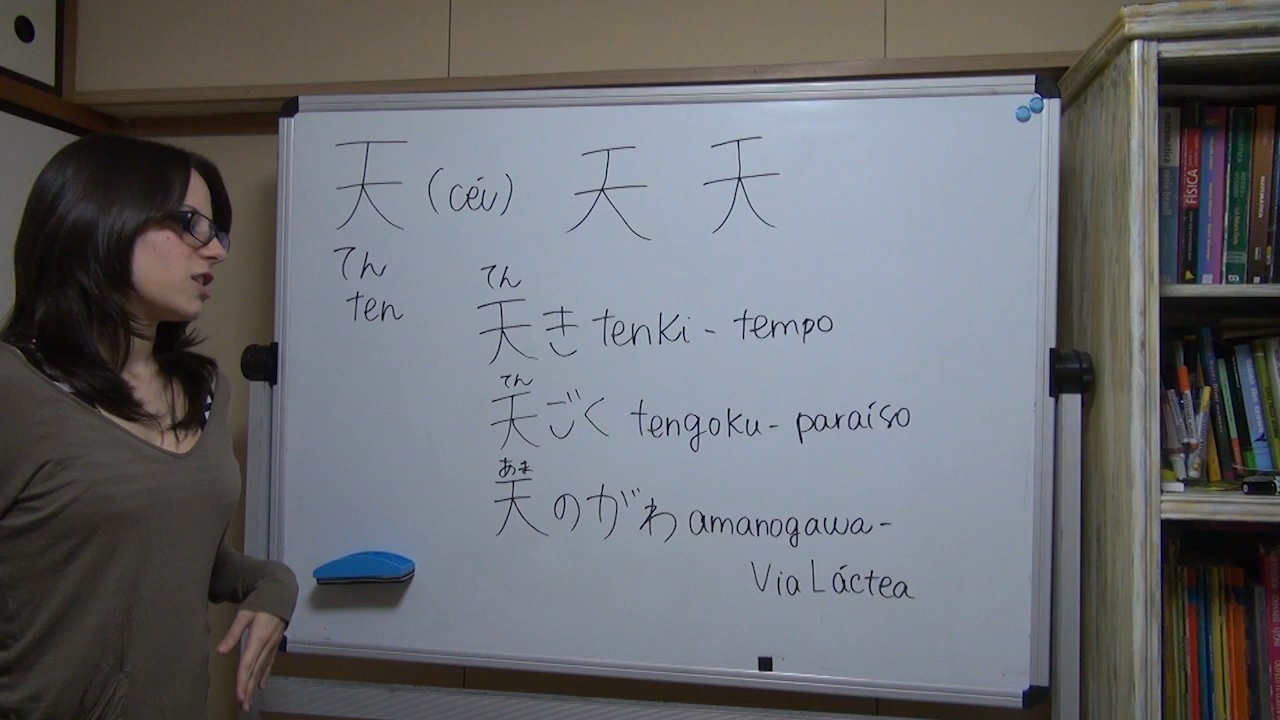 天 (céu) 天 天
てん
ten
てん
天き tenki - tempo
てん
天ごく tengoku - paraíso
あま
天のがわ amanogawa -
Via Láctea
FÍSICA